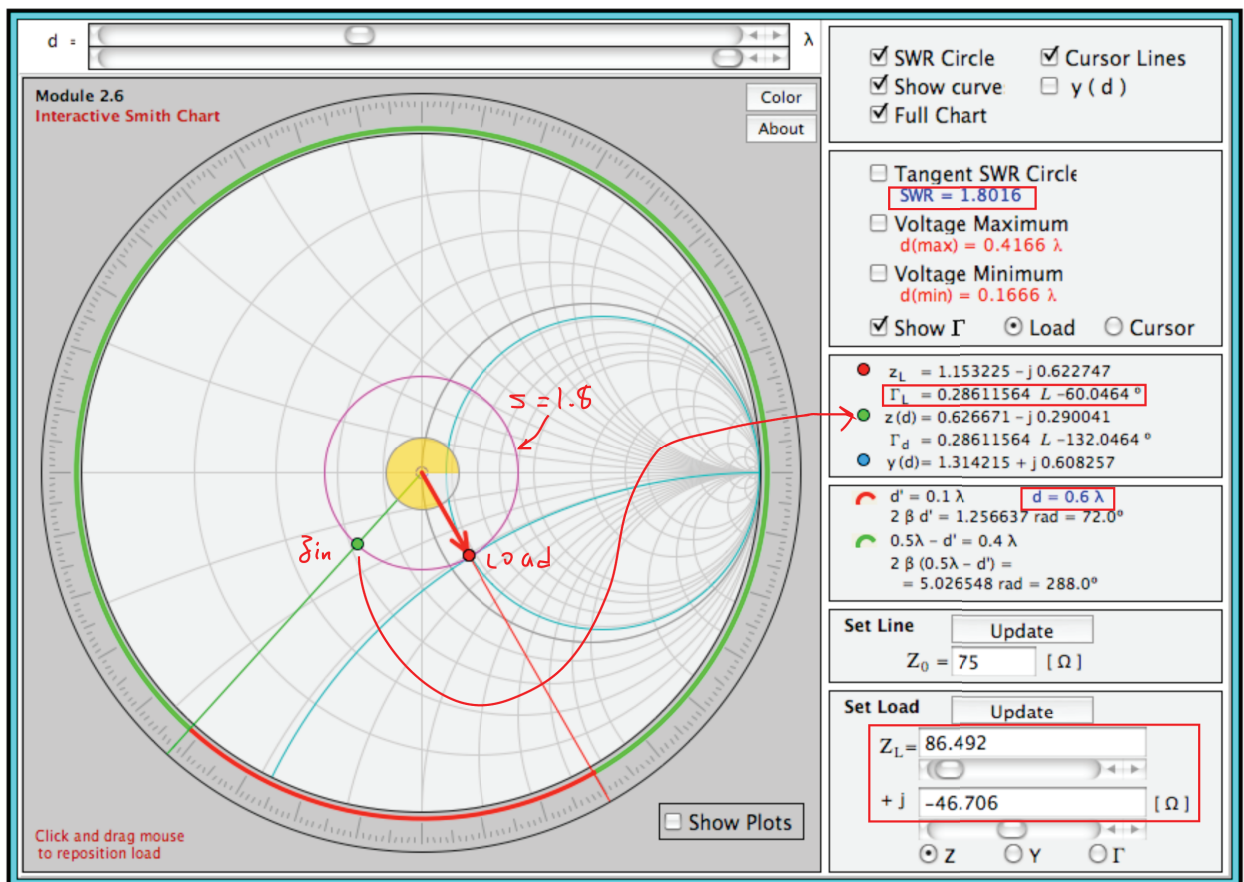 d =
λ
Module 2.6
Interactive Smith Chart
Color
About
S = 1.8
Zin
Load
Click and drag mouse
to reposition load
Show Plots
SWR Circle
Cursor Lines
Show curve
y ( d )
Full Chart
Tangent SWR Circle
SWR = 1.8016
Voltage Maximum
d(max) = 0.4166 λ
Voltage Minimum
d(min) = 0.1666 λ
Show Γ
Load
Cursor
z_L = 1.153225 - j 0.622747
Γ_L = 0.28611564 L -60.0464 º
z(d) = 0.626671 - j 0.290041
Γ_d = 0.28611564 L -132.0464 º
y (d)= 1.314215 + j 0.608257
d' = 0.1 λ
d = 0.6 λ
2 β d' = 1.256637 rad = 72.0º
0.5λ - d' = 0.4 λ
2 β (0.5λ - d') =
= 5.026548 rad = 288.0º
Set Line
Update
Z_0 = 75 [ Ω ]
Set Load
Update
Z_L= 86.492
+ j -46.706 [ Ω ]
Z
Y
Γ